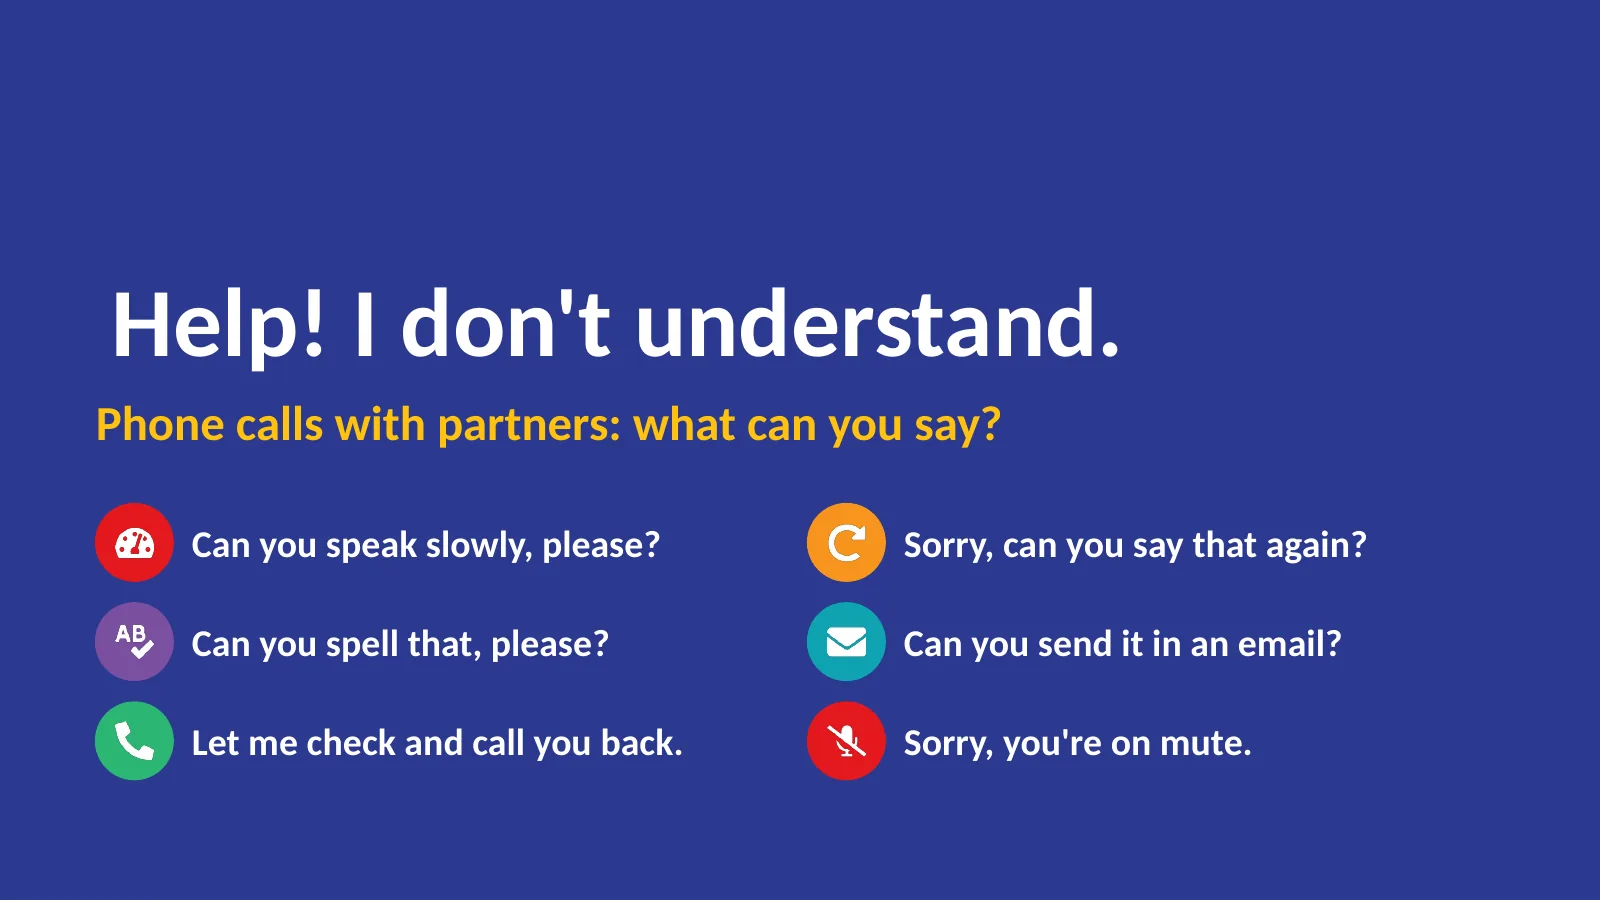 Help! I don't understand.
Phone calls with partners: what can you say?
Can you speak slowly, please?
Sorry, can you say that again?
AB
Can you spell that, please?
Can you send it in an email?
Let me check and call you back.
Sorry, you're on mute.